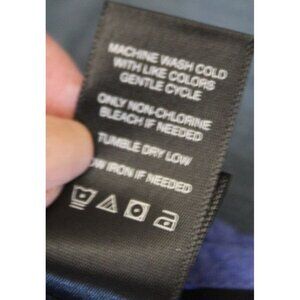 MACHINE WASH COLD
WITH LIKE COLORS
GENTLE CYCLE
ONLY NON-CHLORINE
BLEACH IF NEEDED
TUMBLE DRY LOW
OW IRON IF NEEDED